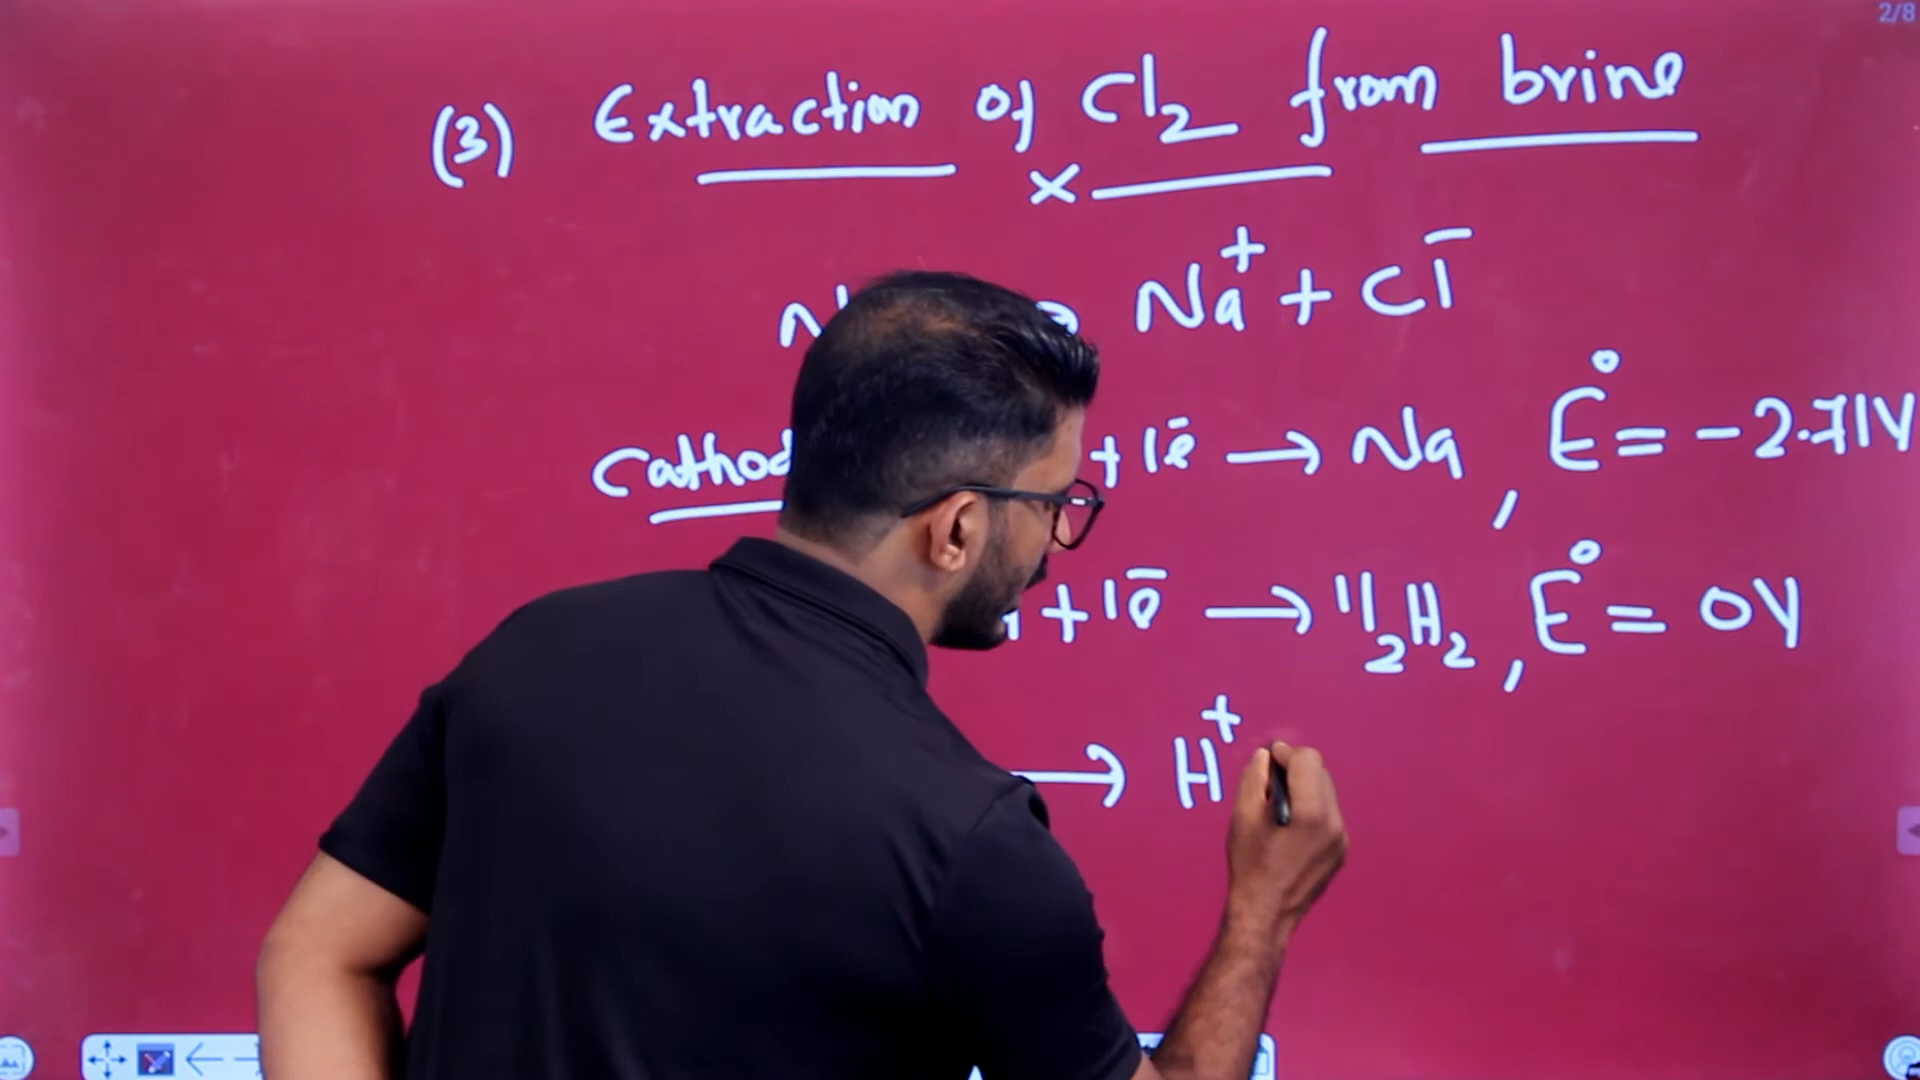 2/8
(3) Extraction of Cl₂ from brine
Na⁺ + Cl⁻
+ 1e⁻ → Na, E° = -2.71V
+ 1e⁻ → 1/2 H₂, E° = 0V
→ H⁺